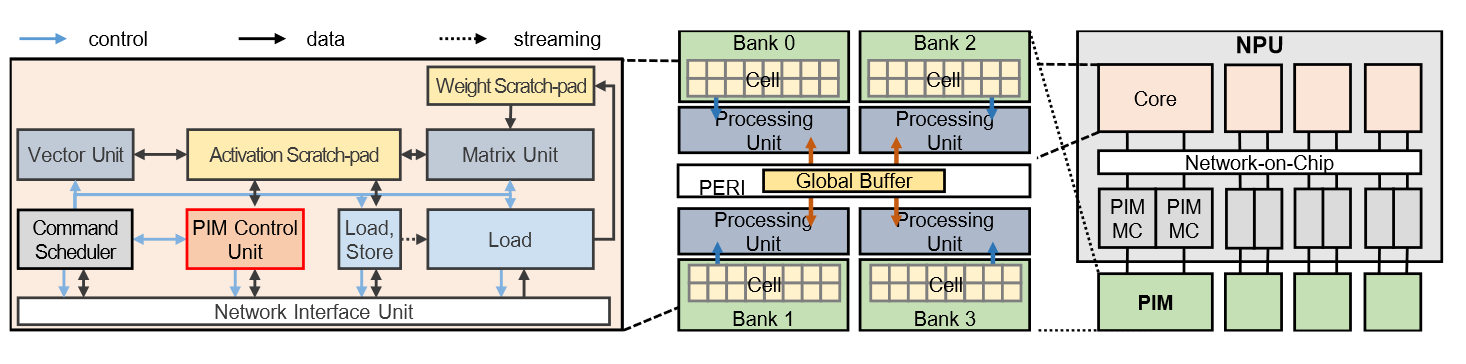 control
data
streaming
Weight Scratch-pad
Vector Unit
Activation Scratch-pad
Matrix Unit
Command
Scheduler
PIM Control
Unit
Load,
Store
Load
Network Interface Unit
Bank 0
Cell
Processing
Unit
Bank 2
Cell
Processing
Unit
PERI
Global Buffer
Processing
Unit
Cell
Bank 1
Processing
Unit
Cell
Bank 3
NPU
Core
Network-on-Chip
PIM
MC
PIM
MC
PIM